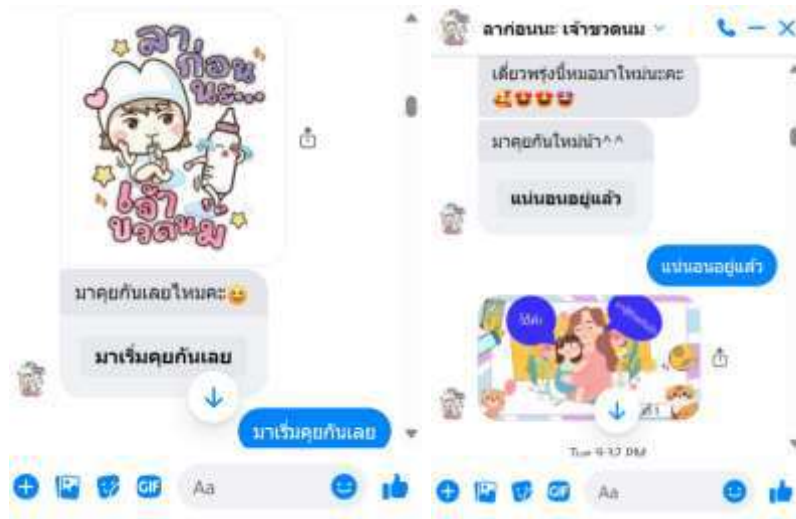 ลา
ก่อน
นะ...
เจ้า
ขวดนม
มาคุยกันเลยไหมคะ😆
มาเริ่มคุยกันเลย
มาเริ่มคุยกันเลย
GIF
Aa
ลาก่อนนะ เจ้าขวดนม
เดี๋ยวพรุ่งนี้หมอมาใหม่นะคะ
มาคุยกันใหม่น้า^^
แน่นอนอยู่แล้ว
แน่นอนอยู่แล้ว
Tue 9:32 PM
GIF
Aa